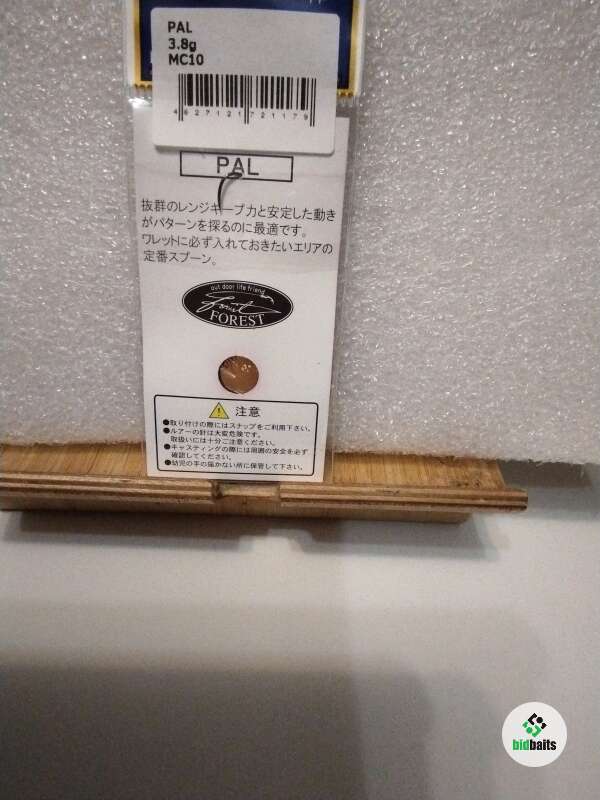 PAL
3.8g
MC10
4 627121 721179
PAL
抜群のレンジキープ力と安定した動き
がパターンを探るのに最適です。
ワレットに必ず入れておきたいエリアの
定番スプーン。
out door life friend
forest
FOREST
注意
●取り付けの際にはスナップをご利用下さい。
●ルアーの針は大変危険です。
取扱いには十分ご注意ください。
●キャスティングの際には周囲の安全を必ず
確認してください。
●幼児の手の届かない所に保管して下さい。
bidbaits